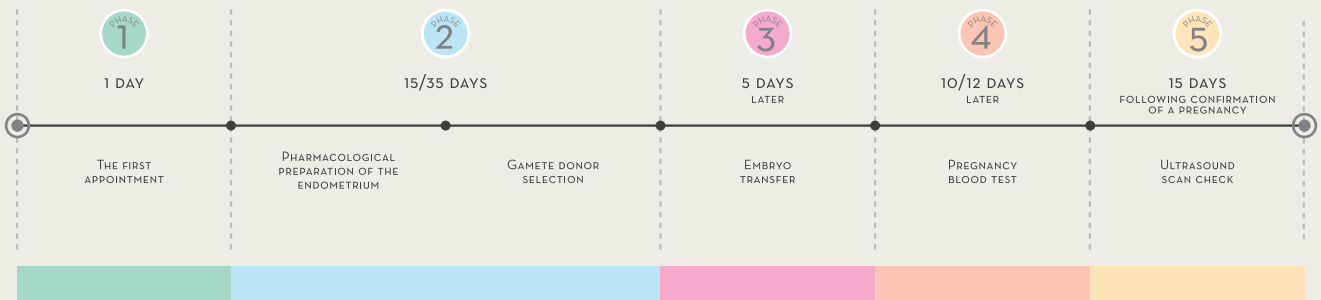 PHASE
1
1 DAY
THE FIRST
APPOINTMENT
PHASE
2
15/35 DAYS
PHARMACOLOGICAL
PREPARATION OF THE
ENDOMETRIUM
GAMETE DONOR
SELECTION
PHASE
3
5 DAYS
LATER
EMBRYO
TRANSFER
PHASE
4
10/12 DAYS
LATER
PREGNANCY
BLOOD TEST
PHASE
5
15 DAYS
FOLLOWING CONFIRMATION
OF A PREGNANCY
ULTRASOUND
SCAN CHECK